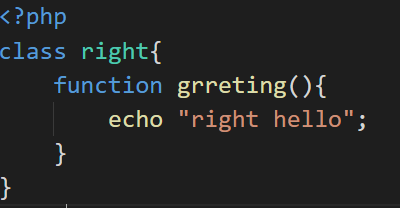 <?php
class right{
    function grreting(){
        echo "right hello";
    }
}